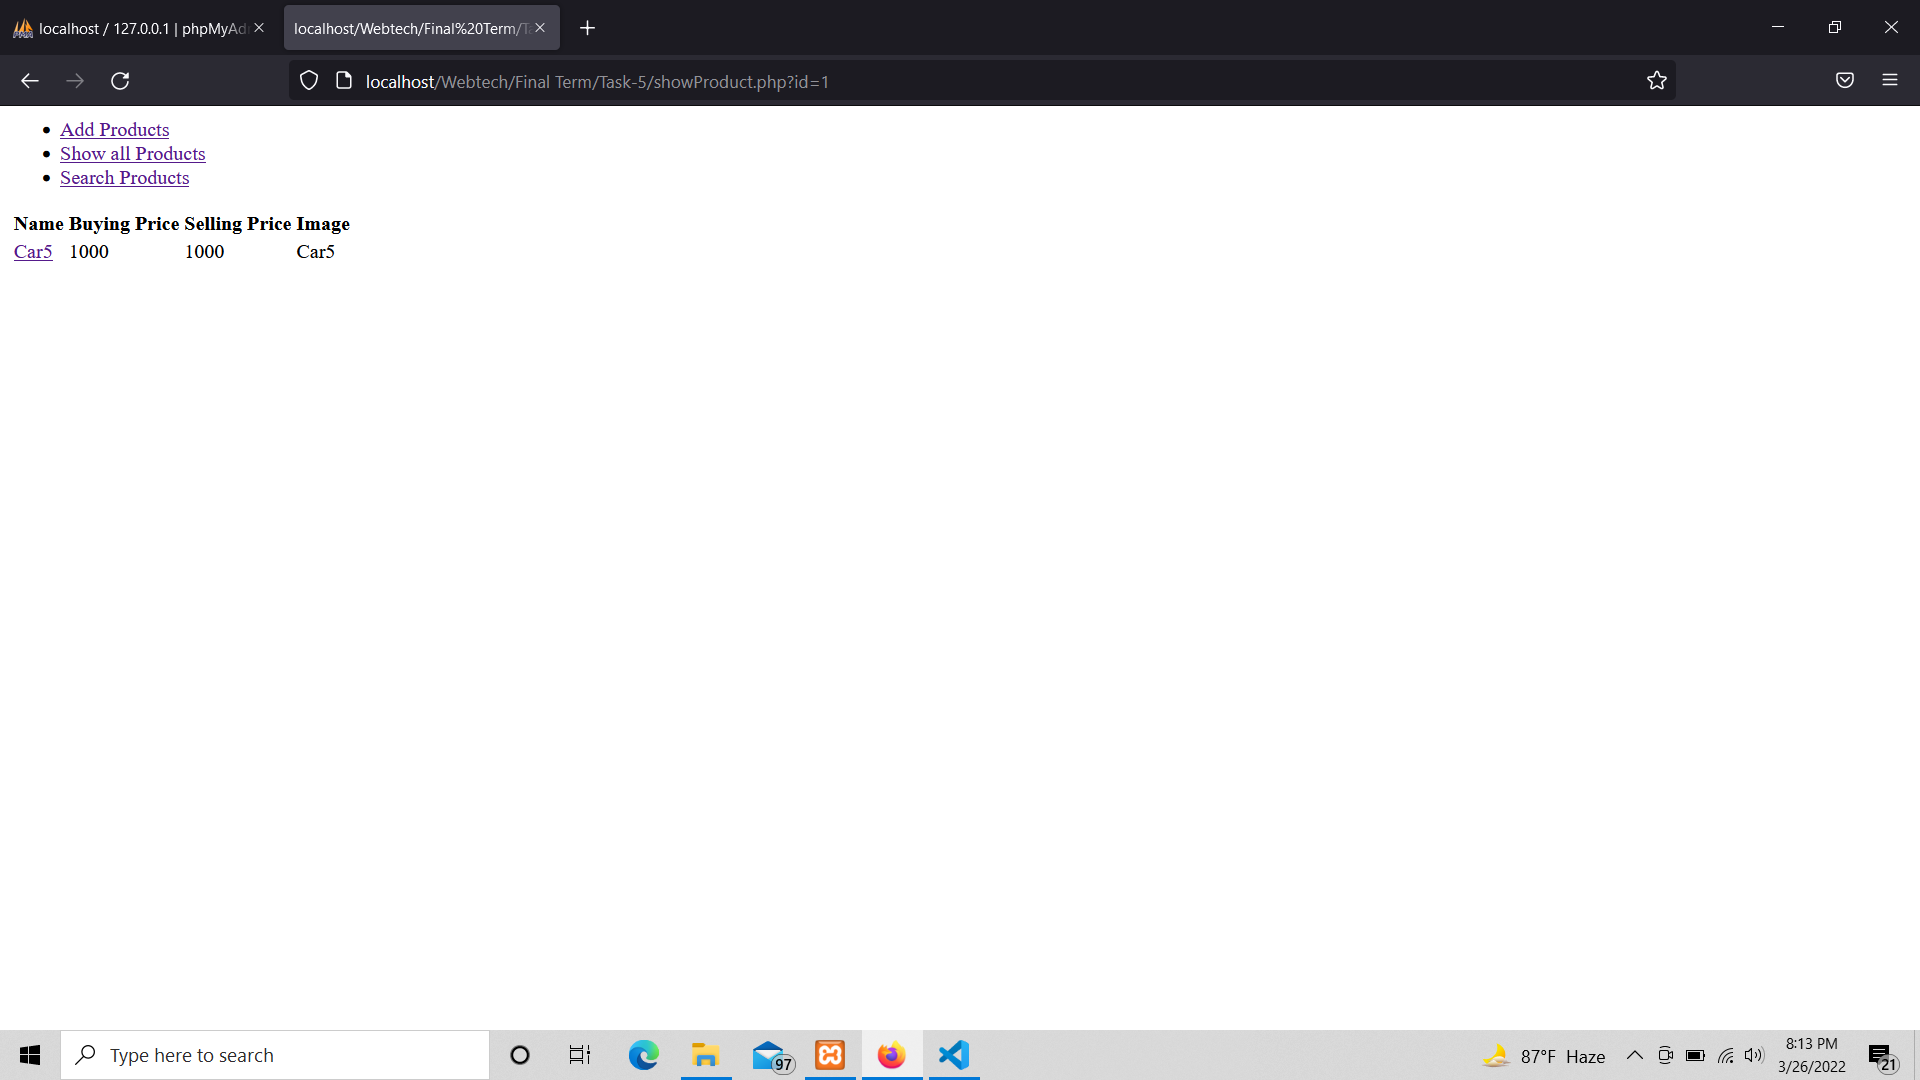 localhost / 127.0.0.1 | phpMyAd
localhost/Webtech/Final%20Term/T
localhost/Webtech/Final Term/Task-5/showProduct.php?id=1
Add Products
Show all Products
Search Products
Name Buying Price Selling Price Image
Car5 1000 1000 Car5
Type here to search
97
87°F Haze
8:13 PM
3/26/2022
21